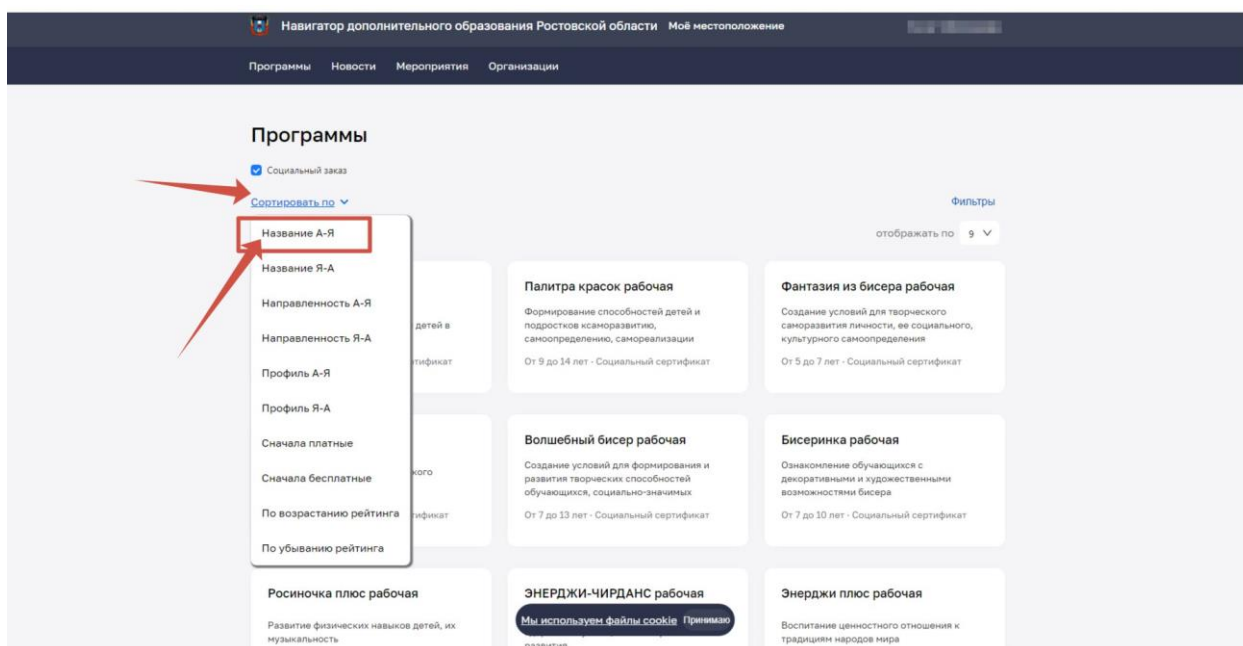 Навигатор дополнительного образования Ростовской области Моё местоположение
Программы Новости Мероприятия Организации
Программы
Социальный заказ
Сортировать по
Фильтры
отображать по 9
Название А-Я
Название Я-А
Направленность А-Я
Направленность Я-А
Профиль А-Я
Профиль Я-А
Сначала платные
Сначала бесплатные
По возрастанию рейтинга
По убыванию рейтинга
детей в
Палитра красок рабочая
Формирование способностей детей и
подростков ксаморазвитию,
самоопределению, самореализации
От 9 до 14 лет - Социальный сертификат
Фантазия из бисера рабочая
Создание условий для творческого
саморазвития личности, ее социального,
культурного самоопределения
От 5 до 7 лет - Социальный сертификат
Волшебный бисер рабочая
Создание условий для формирования и
развития творческих способностей
обучающихся, социально-значимых
От 7 до 13 лет - Социальный сертификат
Бисеринка рабочая
Ознакомление обучающихся с
декоративными и художественными
возможностями бисера
От 7 до 10 лет - Социальный сертификат
Росиночка плюс рабочая
Развитие физических навыков детей, их
музыкальность
ЭНЕРДЖИ-ЧИРДАНС рабочая
Мы используем файлы cookie Принимаю
Энерджи плюс рабочая
Воспитание ценностного отношения к
традициям народов мира